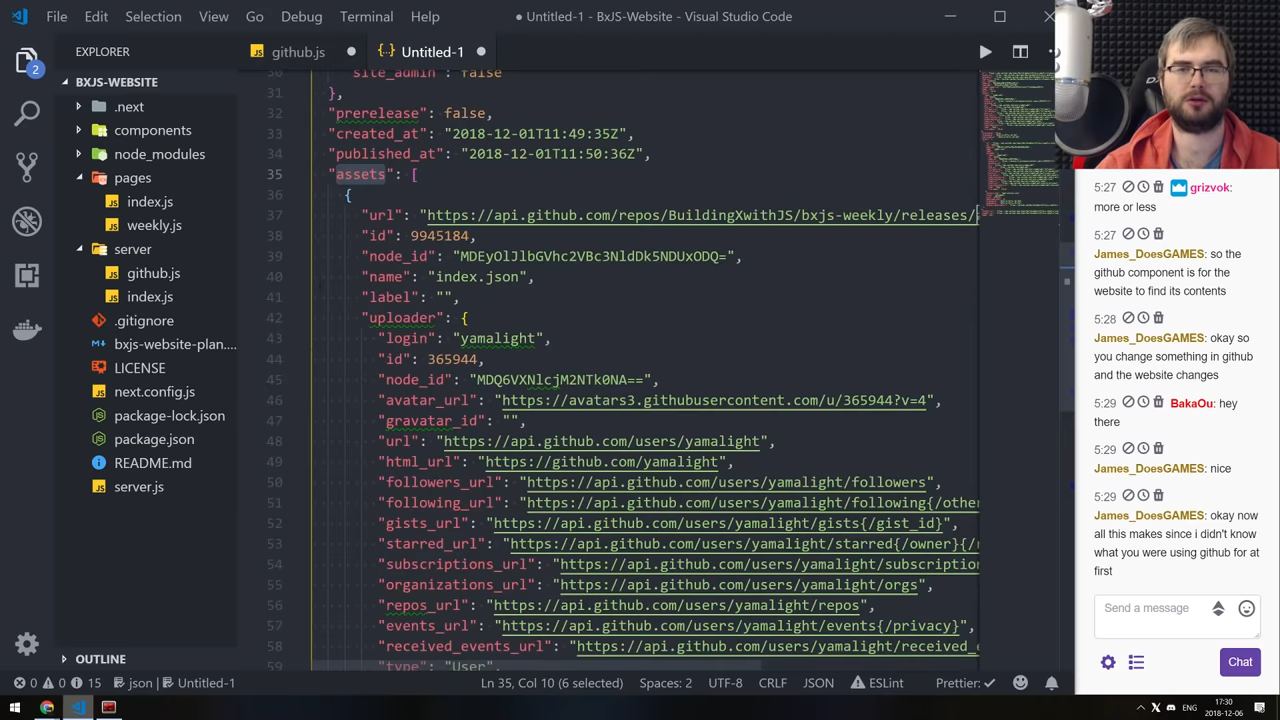 File Edit Selection View Go Debug Terminal Help
● Untitled-1 - BxJS-Website - Visual Studio Code
EXPLORER
BXJS-WEBSITE
.next
components
node_modules
pages
index.js
weekly.js
server
github.js
index.js
.gitignore
bxjs-website-plan....
LICENSE
next.config.js
package-lock.json
package.json
README.md
server.js
OUTLINE
2
github.js
Untitled-1
30 "site_admin": false
31 },
32 "prerelease": false,
33 "created_at": "2018-12-01T11:49:35Z",
34 "published_at": "2018-12-01T11:50:36Z",
35 "assets": [
36 {
37 "url": "https://api.github.com/repos/BuildingXwithJS/bxjs-weekly/releases/
38 "id": 9945184,
39 "node_id": "MDEyOlJlbGVhc2VBc3NldDk5NDUxODQ=",
40 "name": "index.json",
41 "label": "",
42 "uploader": {
43 "login": "yamalight",
44 "id": 365944,
45 "node_id": "MDQ6VXNlcjM2NTk0NA==",
46 "avatar_url": "https://avatars3.githubusercontent.com/u/365944?v=4",
47 "gravatar_id": "",
48 "url": "https://api.github.com/users/yamalight",
49 "html_url": "https://github.com/yamalight",
50 "followers_url": "https://api.github.com/users/yamalight/followers",
51 "following_url": "https://api.github.com/users/yamalight/following{/other
52 "gists_url": "https://api.github.com/users/yamalight/gists{/gist_id}",
53 "starred_url": "https://api.github.com/users/yamalight/starred{/owner}{/r
54 "subscriptions_url": "https://api.github.com/users/yamalight/subscription
55 "organizations_url": "https://api.github.com/users/yamalight/orgs",
56 "repos_url": "https://api.github.com/users/yamalight/repos",
57 "events_url": "https://api.github.com/users/yamalight/events{/privacy}",
58 "received_events_url": "https://api.github.com/users/yamalight/received_e
59 "type": "User",
0 0 15 json Untitled-1
Ln 35, Col 10 (6 selected) Spaces: 2 UTF-8 CRLF JSON ESLint Prettier: ✓
5:27 grizvok:
more or less
5:27
James_DoesGAMES: so the
github component is for the
website to find its contents
5:28
James_DoesGAMES: okay so
you change something in github
and the website changes
5:29 BakaOu: hey
there
5:29
James_DoesGAMES: nice
5:29
James_DoesGAMES: okay now
all this makes since i didn't know
what you were using github for at
first
Send a message
Chat
ENG
17:30
2018-12-06